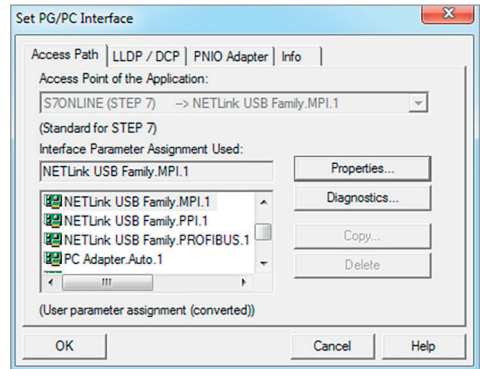 Set PG/PC Interface
Access Path LLDP / DCP PNIO Adapter Info
Access Point of the Application:
S7ONLINE (STEP 7) --> NETLink USB Family.MPI.1
(Standard for STEP 7)
Interface Parameter Assignment Used:
NETLink USB Family.MPI.1
Properties...
NETLink USB Family.MPI.1
Diagnostics...
NETLink USB Family.PPI.1
NETLink USB Family.PROFIBUS.1
Copy...
PC Adapter.Auto.1
Delete
(User parameter assignment (converted))
OK Cancel Help